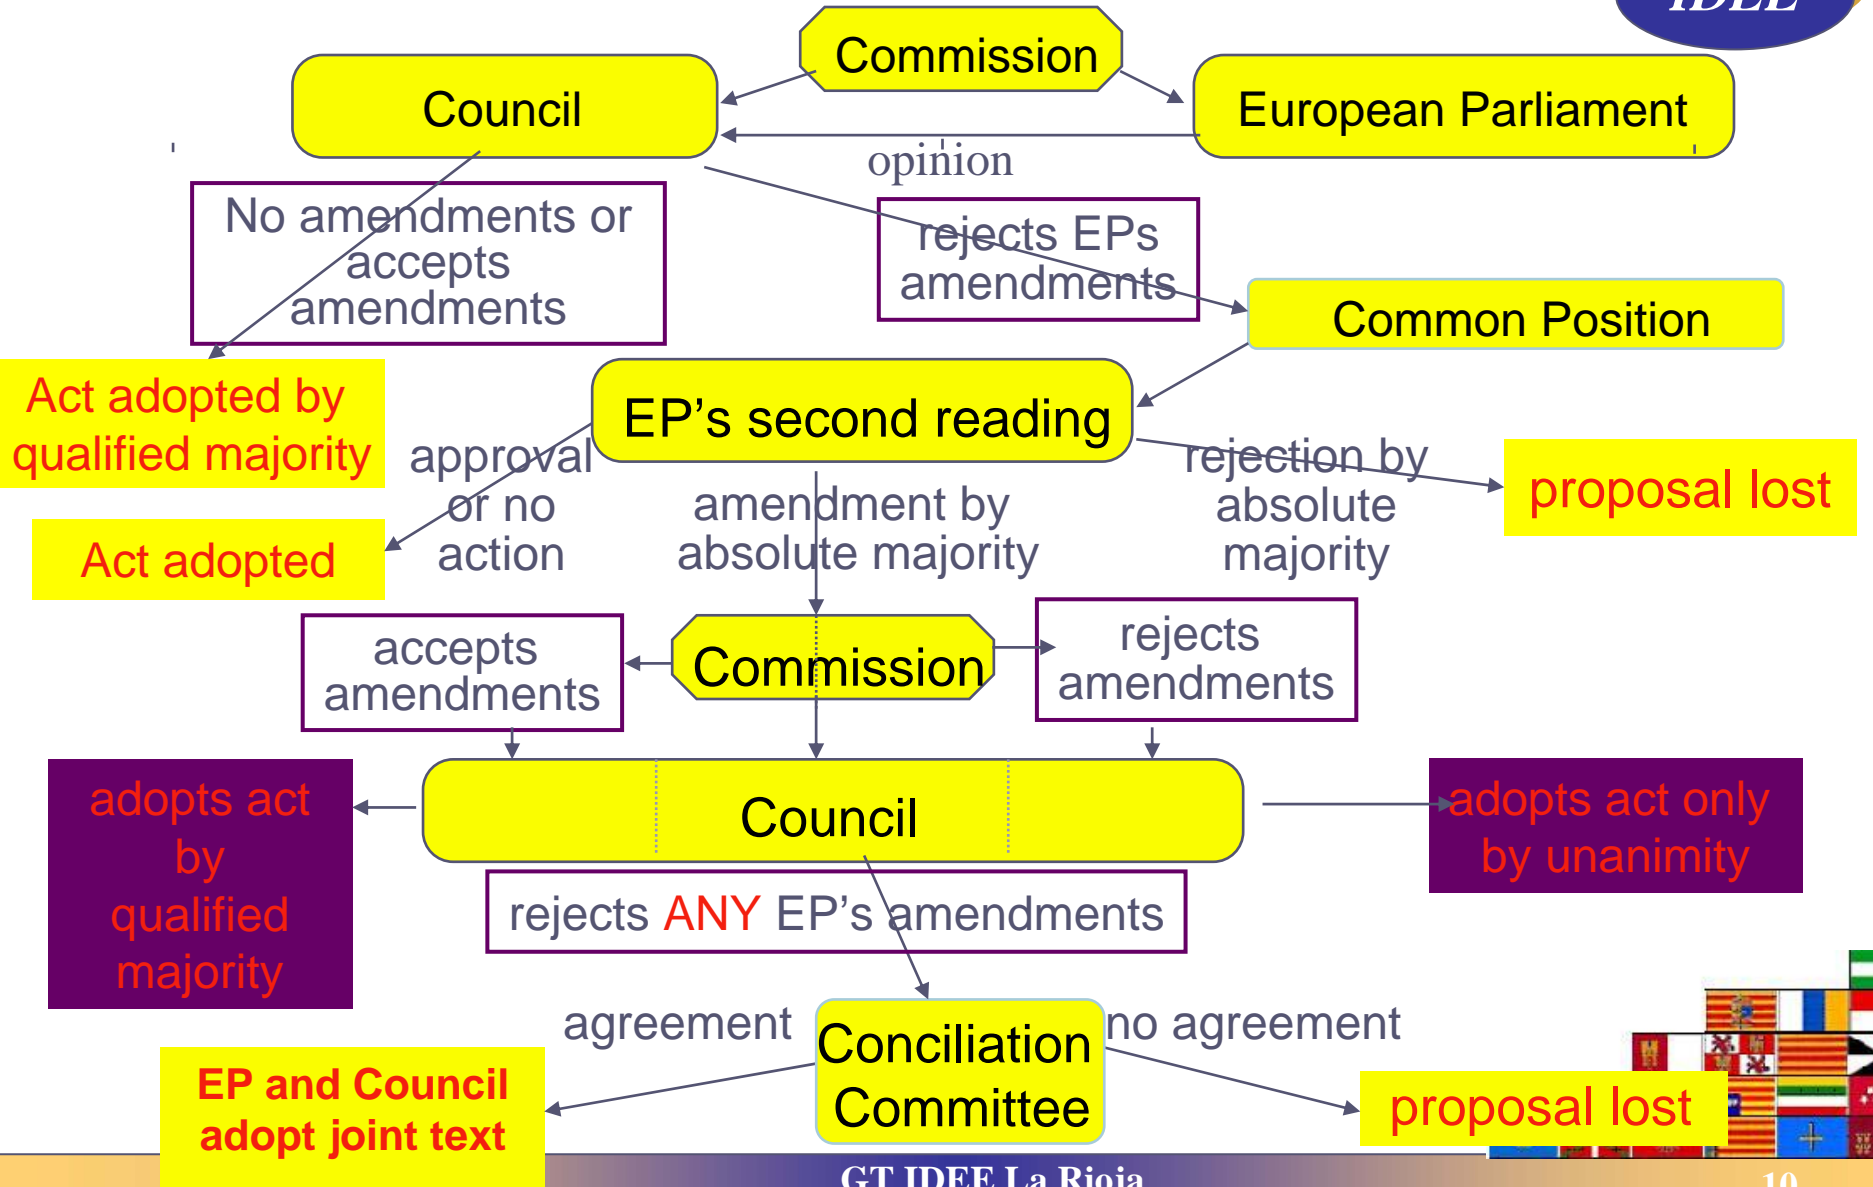 IDEE
Commission
Council
European Parliament
opinion
No amendments or
accepts
amendments
rejects EPs
amendments
Common Position
Act adopted by
qualified majority
EP’s second reading
approval
or no
action
amendment by
absolute majority
rejection by
absolute
majority
proposal lost
Act adopted
accepts
amendments
Commission
rejects
amendments
adopts act
by
qualified
majority
Council
adopts act only
by unanimity
rejects ANY EP’s amendments
agreement
Conciliation
Committee
no agreement
EP and Council
adopt joint text
proposal lost
GT IDEE La Rioja
10